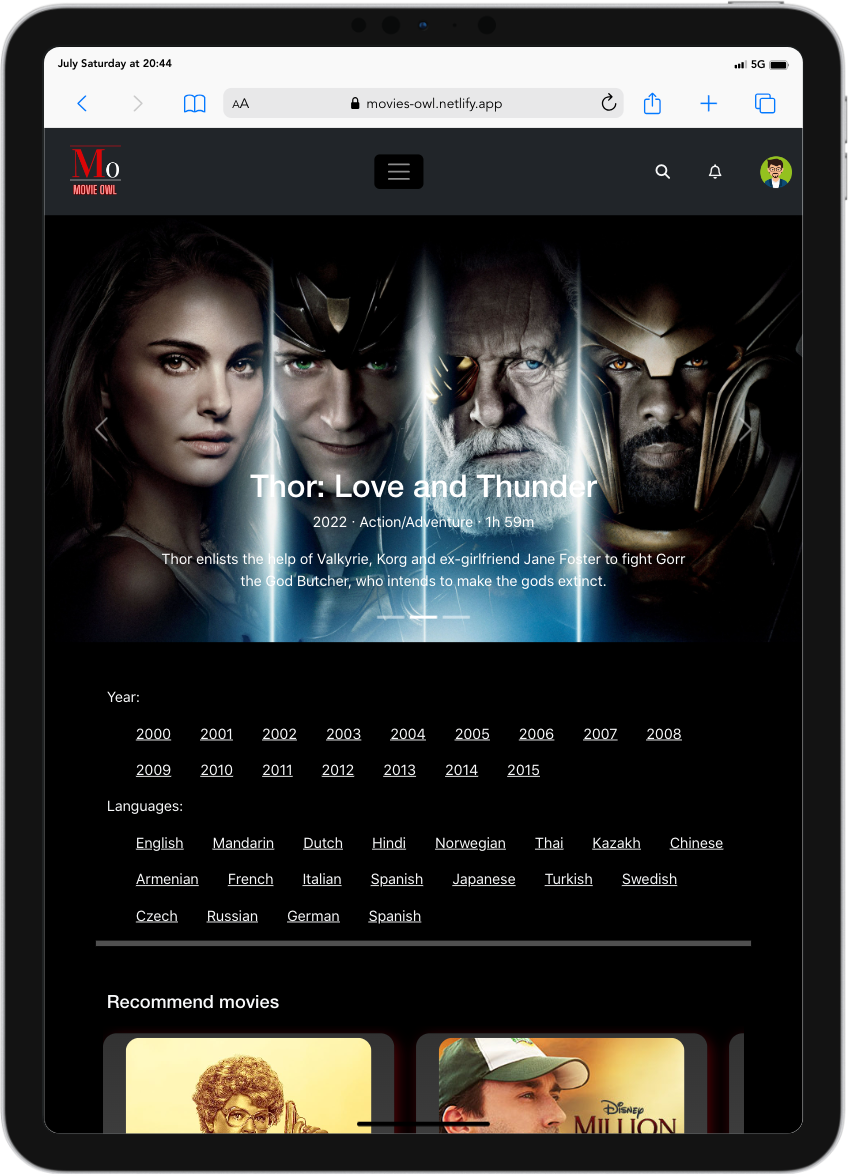 July Saturday at 20:44
5G
AA
movies-owl.netlify.app
Mo
MOVIE OWL
Thor: Love and Thunder
2022 · Action/Adventure · 1h 59m
Thor enlists the help of Valkyrie, Korg and ex-girlfriend Jane Foster to fight Gorr
the God Butcher, who intends to make the gods extinct.
Year:
2000 2001 2002 2003 2004 2005 2006 2007 2008
2009 2010 2011 2012 2013 2014 2015
Languages:
English Mandarin Dutch Hindi Norwegian Thai Kazakh Chinese
Armenian French Italian Spanish Japanese Turkish Swedish
Czech Russian German Spanish
Recommend movies
Disney
MILLION